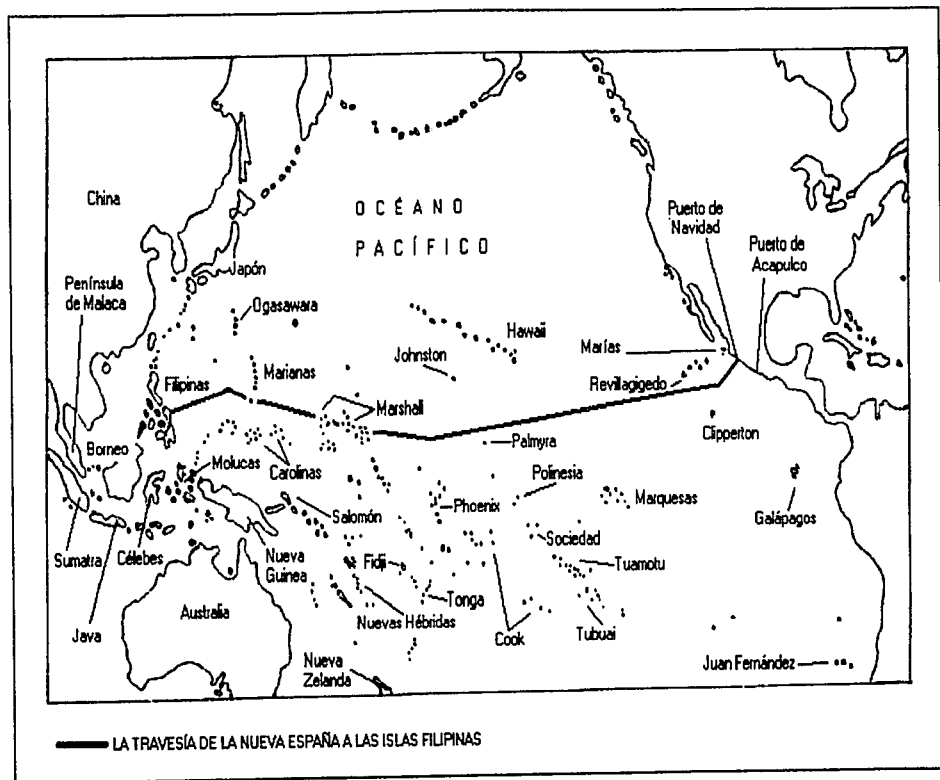 OCÉANO
PACÍFICO
China
Japón
Península
de Malaca
Ogasawara
Hawaii
Johnston
Marianas
Filipinas
Marshall
Puerto de
Navidad
Puerto de
Acapulco
Marías
Revillagigedo
Clipperton
Palmyra
Borneo
Molucas
Carolinas
Polinesia
Phoenix
Marquesas
Galápagos
Salomón
Sociedad
Sumatra
Célebes
Nueva
Guinea
Fidji
Tuamotu
Java
Australia
Tonga
Nuevas Hébridas
Cook
Tubuai
Nueva
Zelanda
Juan Fernández
LA TRAVESÍA DE LA NUEVA ESPAÑA A LAS ISLAS FILIPINAS